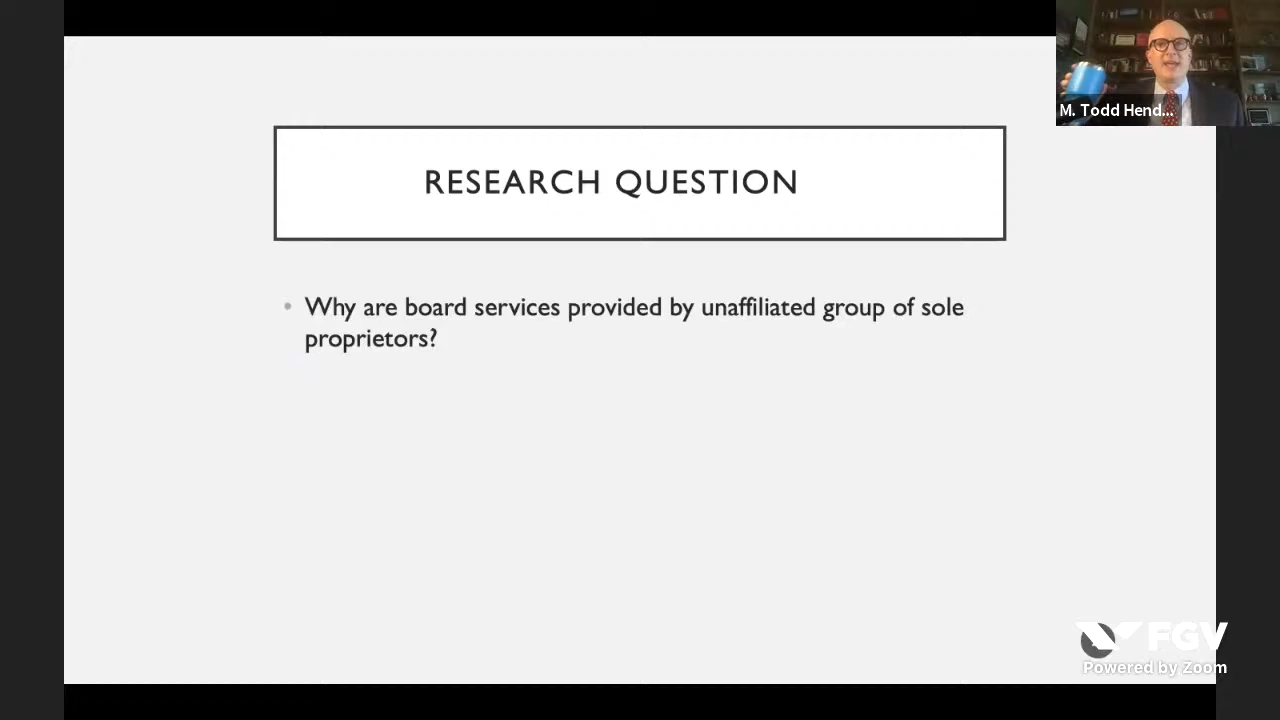 M. Todd Hend...
RESEARCH QUESTION
• Why are board services provided by unaffiliated group of sole
proprietors?
FGV
Powered by Zoom